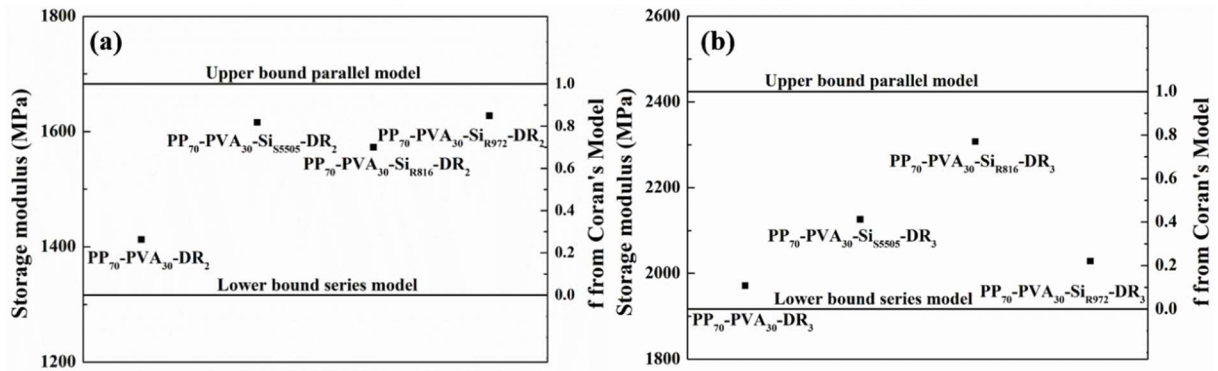 (a)
Storage modulus (MPa)
1800
1600
1400
1200
Upper bound parallel model
PP70-PVA30-SiS5505-DR2
PP70-PVA30-SiR972-DR2
PP70-PVA30-SiR816-DR2
PP70-PVA30-DR2
Lower bound series model
1.0
0.8
0.6
0.4
0.2
0.0
f from Coran's Model
(b)
Storage modulus (MPa)
2600
2400
2200
2000
1800
Upper bound parallel model
PP70-PVA30-SiR816-DR3
PP70-PVA30-SiS5505-DR3
Lower bound series model
PP70-PVA30-SiR972-DR3
PP70-PVA30-DR3
1.0
0.8
0.6
0.4
0.2
0.0
f from Coran's Model